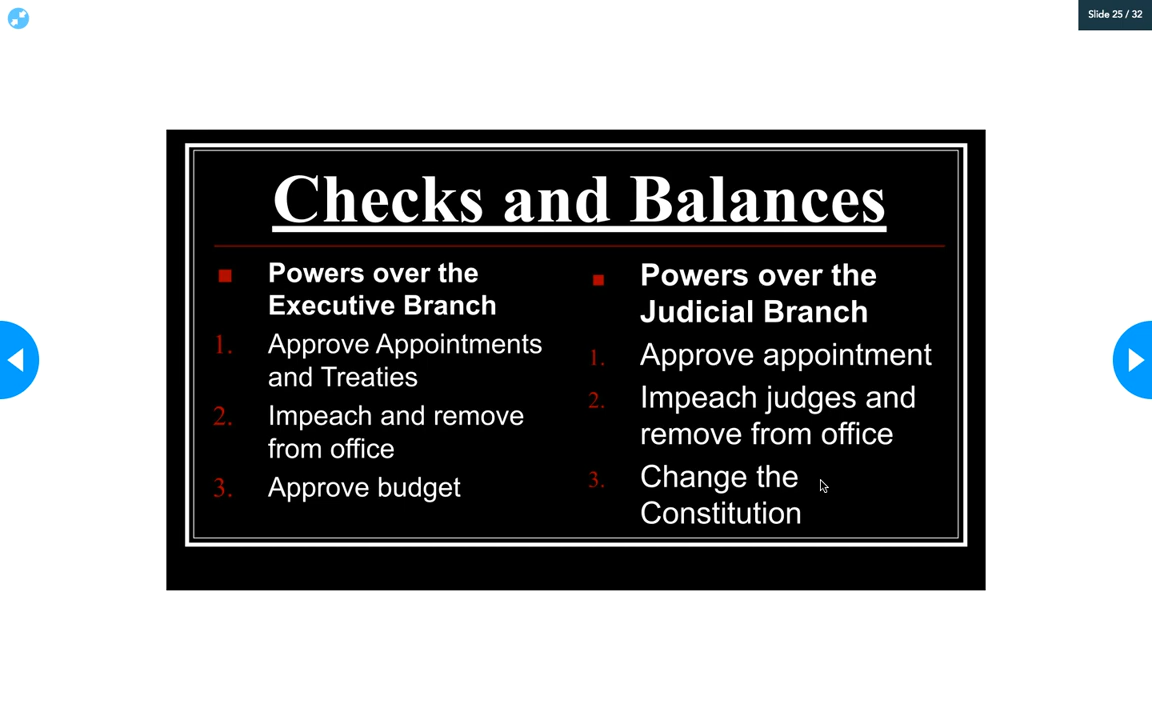 Slide 25 / 32
Checks and Balances
Powers over the
Executive Branch
1. Approve Appointments
and Treaties
2. Impeach and remove
from office
3. Approve budget
Powers over the
Judicial Branch
1. Approve appointment
2. Impeach judges and
remove from office
3. Change the
Constitution